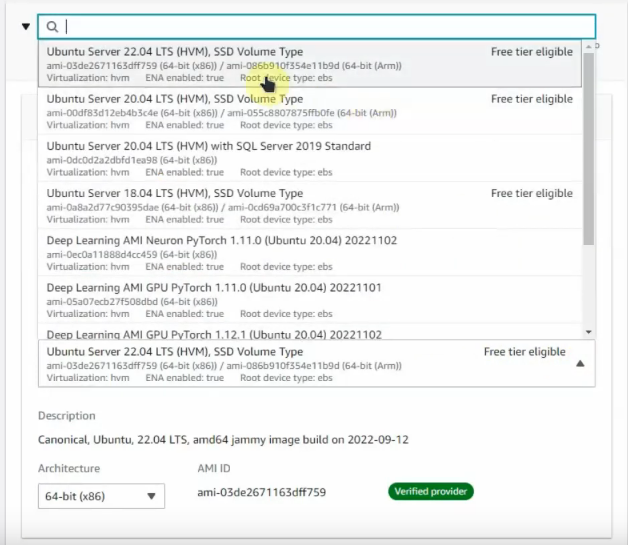 Ubuntu Server 22.04 LTS (HVM), SSD Volume Type Free tier eligible
ami-03de2671163dff759 (64-bit (x86)) / ami-086b910f354e11b9d (64-bit (Arm))
Virtualization: hvm ENA enabled: true Root device type: ebs
Ubuntu Server 20.04 LTS (HVM), SSD Volume Type Free tier eligible
ami-00df83d12eb4b3c4e (64-bit (x86)) / ami-055c8807875ffb0fe (64-bit (Arm))
Virtualization: hvm ENA enabled: true Root device type: ebs
Ubuntu Server 20.04 LTS (HVM) with SQL Server 2019 Standard
ami-0dc0d2a2dbfd1ea98 (64-bit (x86))
Virtualization: hvm ENA enabled: true Root device type: ebs
Ubuntu Server 18.04 LTS (HVM), SSD Volume Type Free tier eligible
ami-0a8a2d77c90395dae (64-bit (x86)) / ami-0cd69a700c3f1c771 (64-bit (Arm))
Virtualization: hvm ENA enabled: true Root device type: ebs
Deep Learning AMI Neuron PyTorch 1.11.0 (Ubuntu 20.04) 20221102
ami-0ec0a11888d4cc459 (64-bit (x86))
Virtualization: hvm ENA enabled: true Root device type: ebs
Deep Learning AMI GPU PyTorch 1.11.0 (Ubuntu 20.04) 20221101
ami-05a07ecb27f508dbd (64-bit (x86))
Virtualization: hvm ENA enabled: true Root device type: ebs
Deep Learning AMI GPU PyTorch 1.12.1 (Ubuntu 20.04) 20221102
Ubuntu Server 22.04 LTS (HVM), SSD Volume Type Free tier eligible
ami-03de2671163dff759 (64-bit (x86)) / ami-086b910f354e11b9d (64-bit (Arm))
Virtualization: hvm ENA enabled: true Root device type: ebs
Description
Canonical, Ubuntu, 22.04 LTS, amd64 jammy image build on 2022-09-12
Architecture AMI ID
64-bit (x86) ami-03de2671163dff759 Verified provider